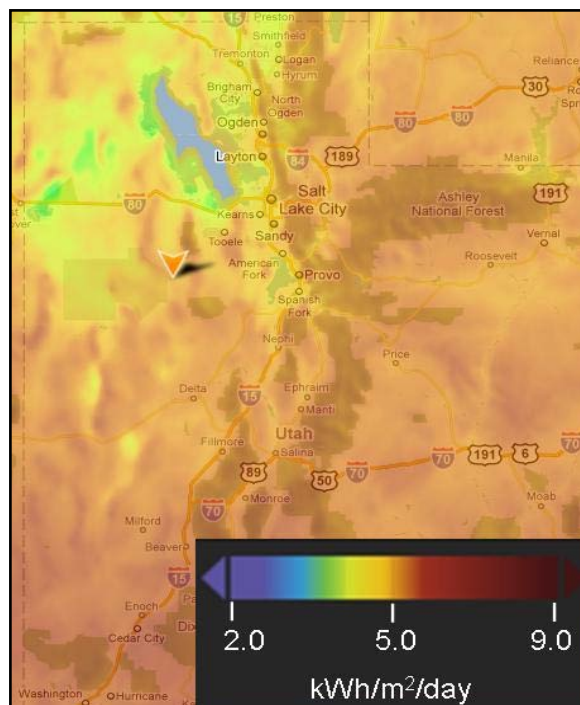 15
Preston
Smithfield
Tremonton
Logan
Hyrum
Reliance
Brigham
City
North
Ogden
30
Ogden
80
80
Layton
189
84
Manila
Salt
Lake City
80
Kearns
Ashley
National Forest
191
Tooele
Sandy
Vernal
American
Fork
Roosevelt
Provo
Spanish
Fork
Nephi
Price
Delta
15
Ephraim
Manti
Utah
Fillmore
Salina
70
70
191
6
70
89
50
Monroe
70
Moab
Milford
Beaver
15
Enoch
Cedar City
Washington
Hurricane
2.0 5.0 9.0
kWh/m²/day